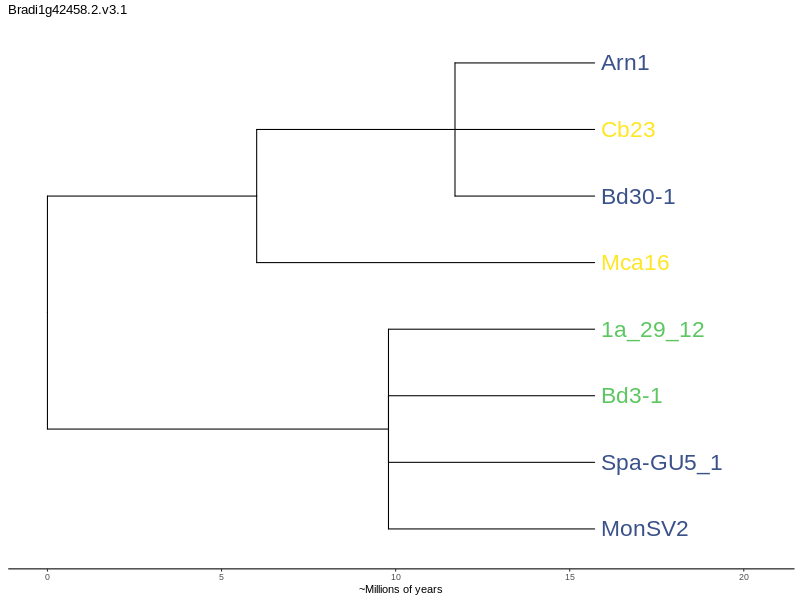 Bradi1g42458.2.v3.1
Arn1
Cb23
Bd30-1
Mca16
1a_29_12
Bd3-1
Spa-GU5_1
MonSV2
0 5 10 15 20
~Millions of years